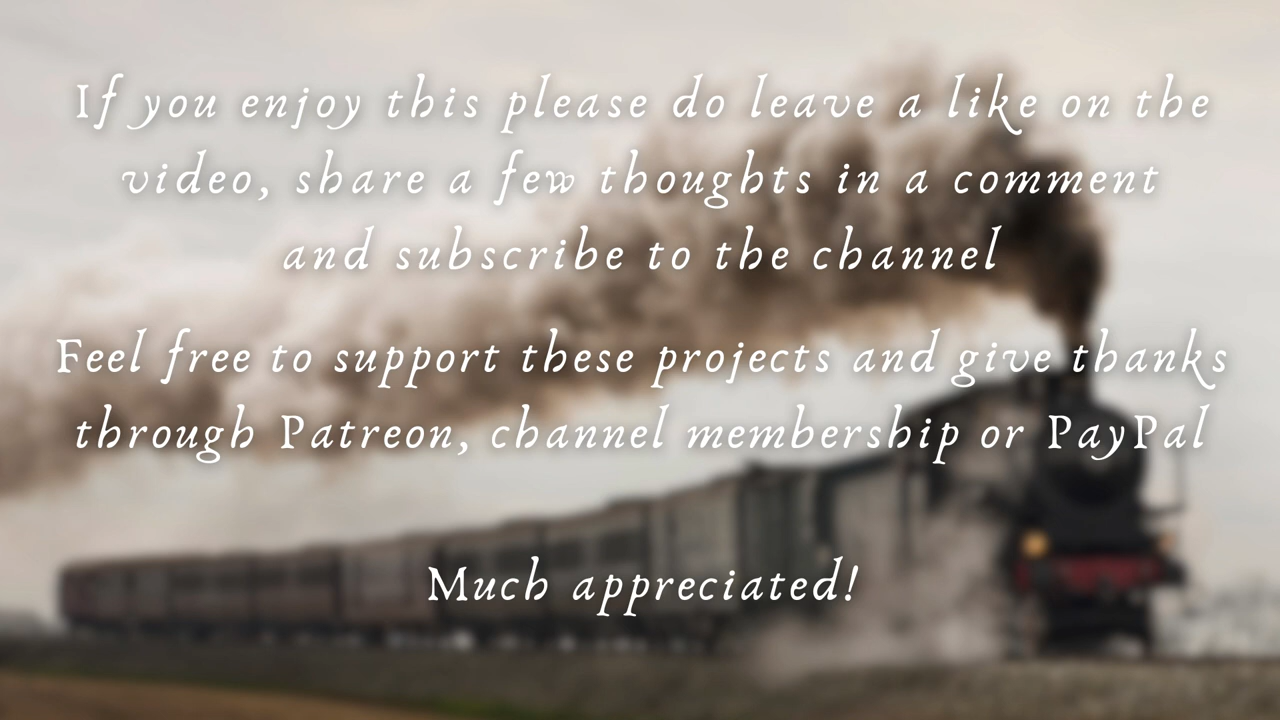 If you enjoy this please do leave a like on the
video, share a few thoughts in a comment
and subscribe to the channel
Feel free to support these projects and give thanks
through Patreon, channel membership or PayPal
Much appreciated!